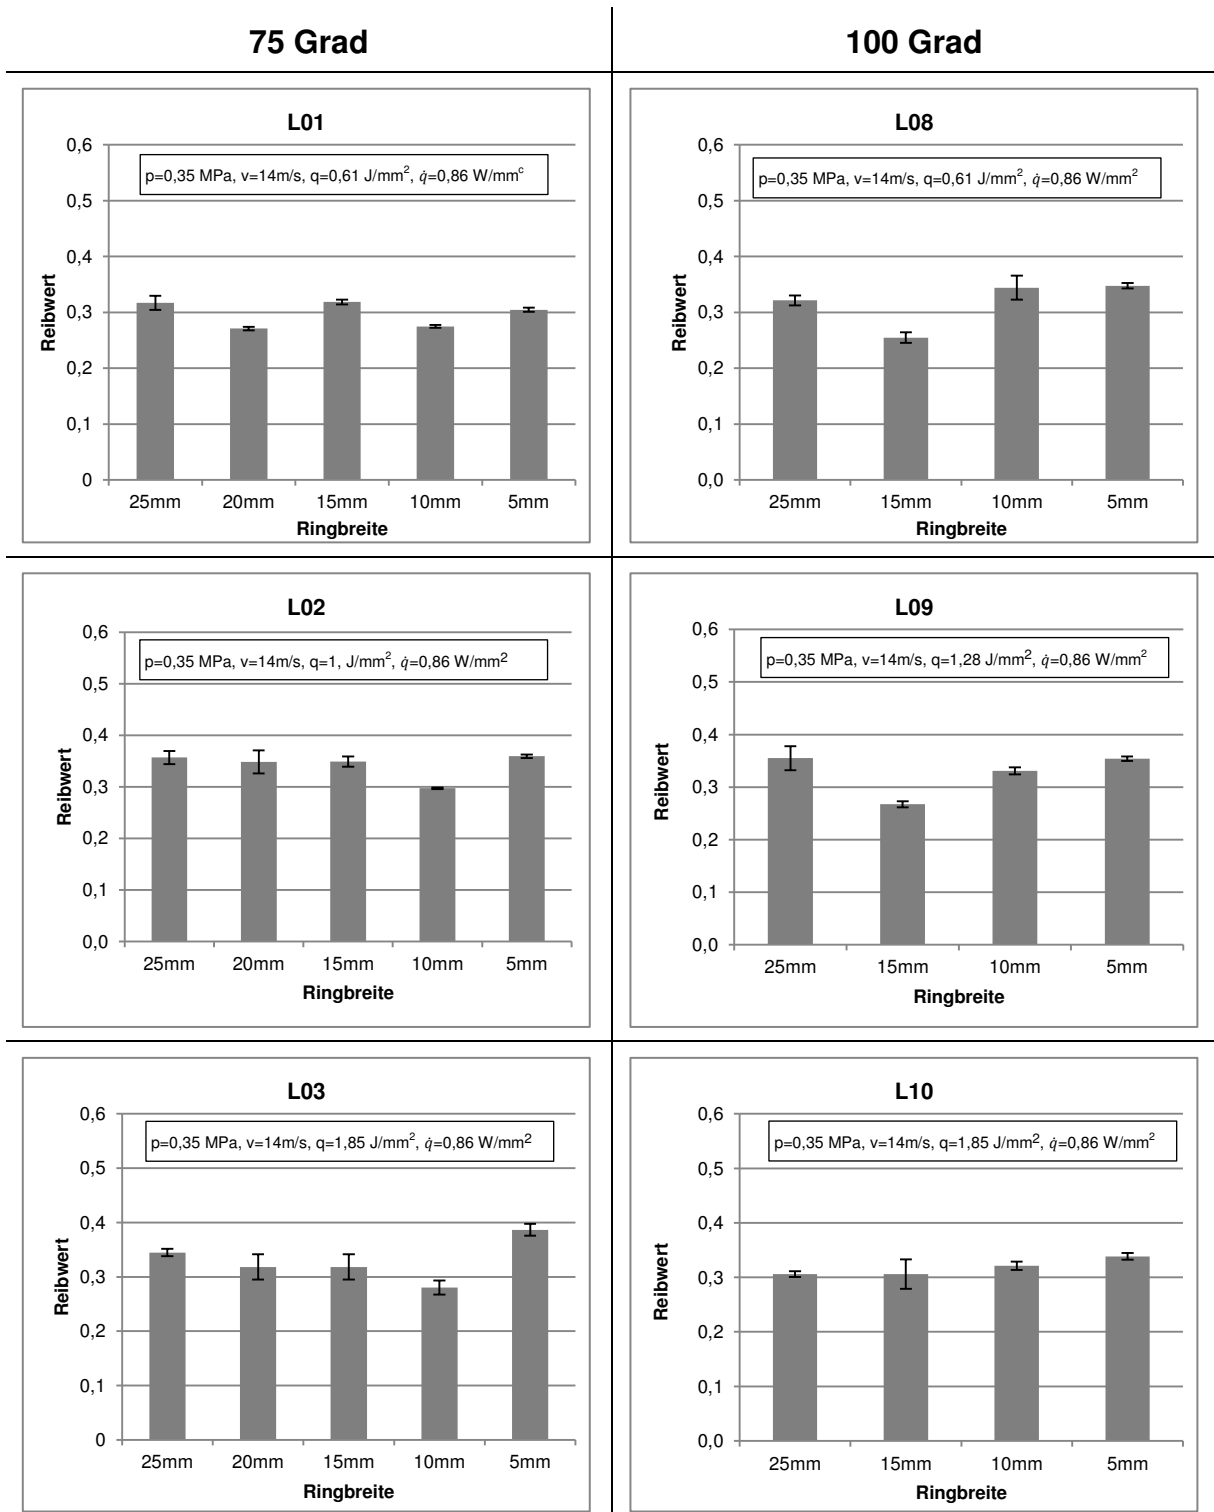 75 Grad
100 Grad
L01
0,6
p=0,35 MPa, v=14m/s, q=0,61 J/mm², q̇=0,86 W/mmᶜ
0,5
0,4
0,3
0,2
0,1
0
Reibwert
25mm 20mm 15mm 10mm 5mm
Ringbreite
L08
0,6
p=0,35 MPa, v=14m/s, q=0,61 J/mm², q̇=0,86 W/mm²
0,5
0,4
0,3
0,2
0,1
0,0
Reibwert
25mm 15mm 10mm 5mm
Ringbreite
L02
0,6
p=0,35 MPa, v=14m/s, q=1, J/mm², q̇=0,86 W/mm²
0,5
0,4
0,3
0,2
0,1
0,0
Reibwert
25mm 20mm 15mm 10mm 5mm
Ringbreite
L09
0,6
p=0,35 MPa, v=14m/s, q=1,28 J/mm², q̇=0,86 W/mm²
0,5
0,4
0,3
0,2
0,1
0,0
Reibwert
25mm 15mm 10mm 5mm
Ringbreite
L03
0,6
p=0,35 MPa, v=14m/s, q=1,85 J/mm², q̇=0,86 W/mm²
0,5
0,4
0,3
0,2
0,1
0
Reibwert
25mm 20mm 15mm 10mm 5mm
Ringbreite
L10
0,6
p=0,35 MPa, v=14m/s, q=1,85 J/mm², q̇=0,86 W/mm²
0,5
0,4
0,3
0,2
0,1
0,0
Reibwert
25mm 15mm 10mm 5mm
Ringbreite